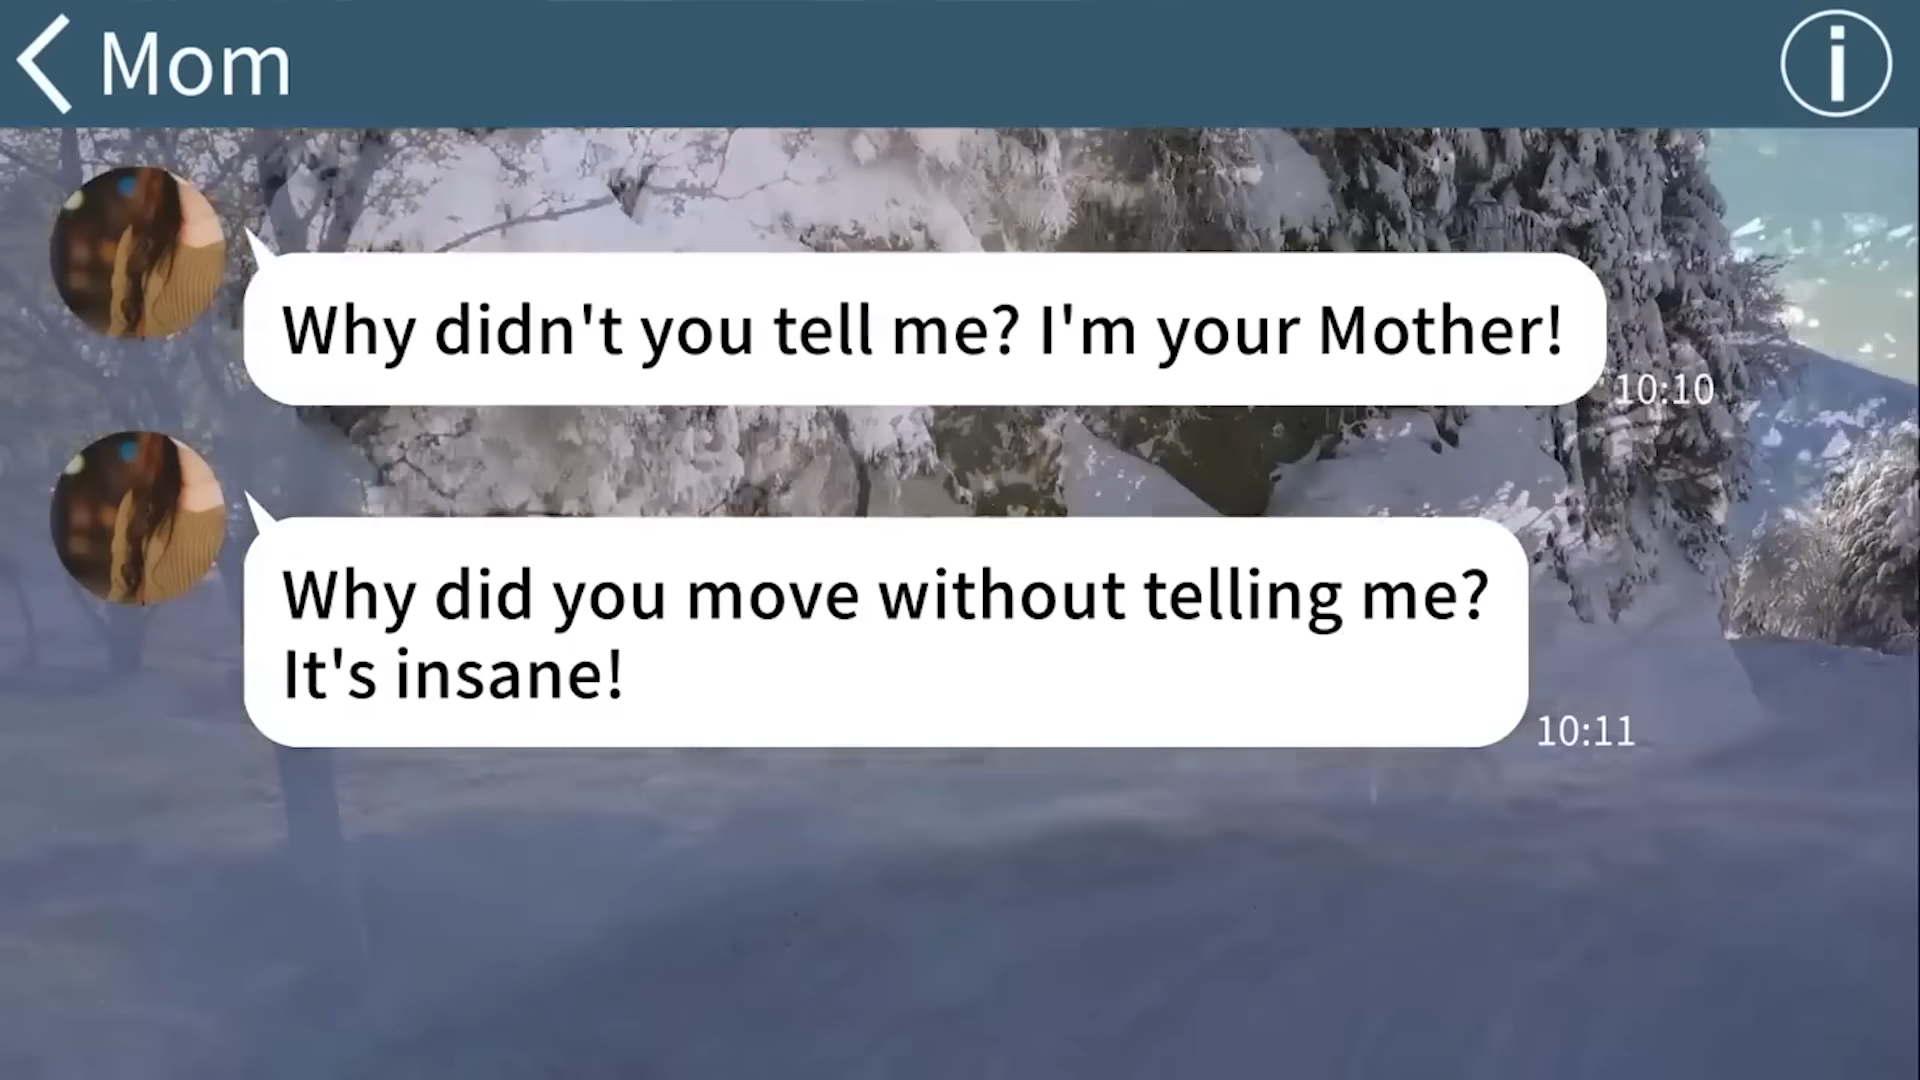 Mom
Why didn't you tell me? I'm your Mother!
10:10
Why did you move without telling me?
It's insane!
10:11